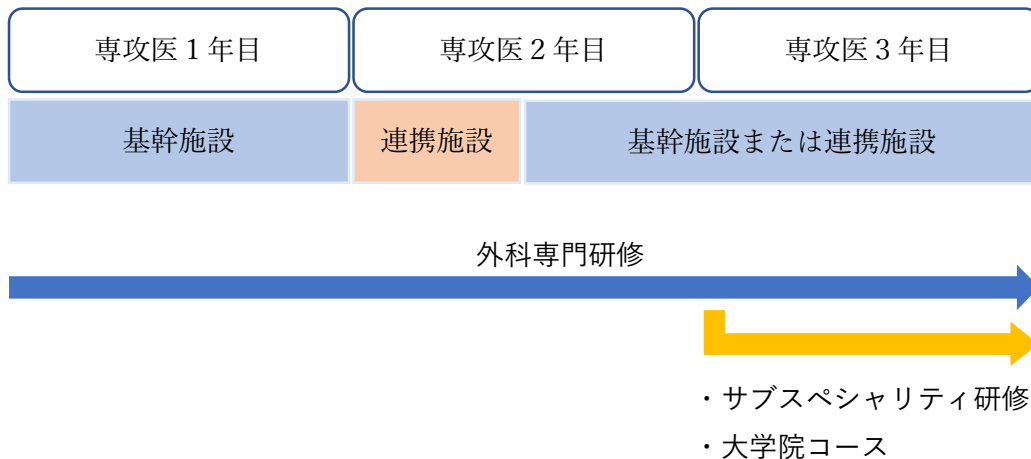 専攻医１年目
専攻医２年目
専攻医３年目
基幹施設
連携施設
基幹施設または連携施設
外科専門研修
・サブスペシャリティ研修
・大学院コース